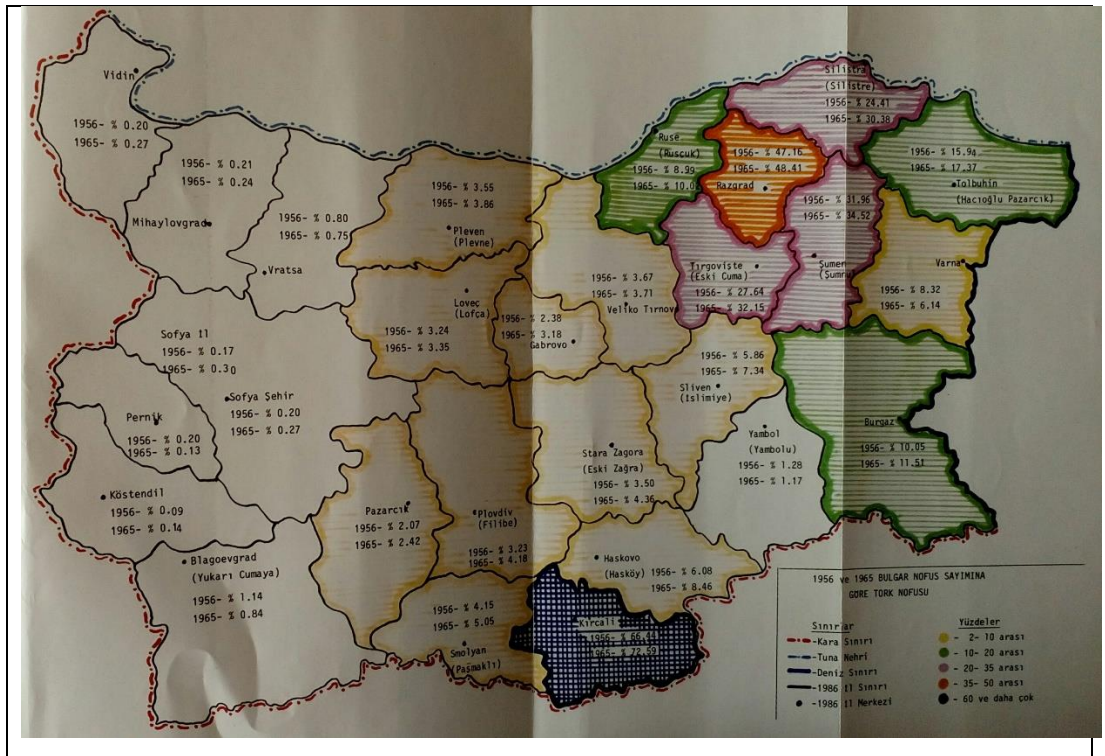 Vidin
1956- % 0.20
1965- % 0.27
1956- % 0.21
1965- % 0.24
Mihaylovgrad
1956- % 0.80
1965- % 0.75
Vratsa
1956- % 3.55
1965- % 3.86
Pleven
(Plevne)
Loveç
(Lofça)
1956- % 3.24
1965- % 3.35
1956- % 2.38
1965- % 3.18
Gabrovo
1956- % 3.67
1965- % 3.71
Veliko Tırnova
Ruse
(Rusçuk)
1956- % 8.99
1965- %
1956- % 47.16
1965- % 48.41
Razgrad
Silistra
(Silistre)
1956- % 24.41
1965- % 30.38
1956- % 15.94
1965- % 17.37
Tolbuhin
(Hacıoğlu Pazarcık)
1956- % 31.96
1965- % 34.52
Şumen
(Şumnu)
Tırgovişte
(Eski Cuma)
1956- % 27.64
1965- % 32.15
Varna
1956- % 8.32
1965- % 6.14
Sofya il
1956- % 0.17
1965- % 0.30
Sofya Şehir
1956- % 0.20
1965- % 0.27
Pernik
1956- % 0.20
1965- % 0.13
Köstendil
1956- % 0.09
1965- % 0.14
Blagoevgrad
(Yukarı Cumaya)
1956- % 1.14
1965- % 0.84
Pazarcık
1956- % 2.07
1965- % 2.42
Plovdiv
(Filibe)
1956- % 3.23
1965- % 4.18
1956- % 4.15
1965- % 5.05
Smolyan
(Paşmaklı)
Stara Zagora
(Eski Zağra)
1956- % 3.50
1965- % 4.36
1956- % 5.86
1965- % 7.34
Sliven
(İslimiye)
Yambol
(Yambolu)
1956- % 1.28
1965- % 1.17
Burgaz
1956- % 10.05
1965- % 11.51
Haskovo
(Hasköy)
1956- % 6.08
1965- % 8.46
Kırcali
1956- % 66.44
1965- % 72.59
1956 ve 1965 BULGAR NÜFUS SAYIMINA
GÖRE TÜRK NÜFUSU
Sınırlar
-Kara Sınırı
-Tuna Nehri
-Deniz Sınırı
-1986 İl Sınırı
-1986 İl Merkezi
Yüzdeler
- 2- 10 arası
- 10- 20 arası
- 20- 35 arası
- 35- 50 arası
- 60 ve daha çok